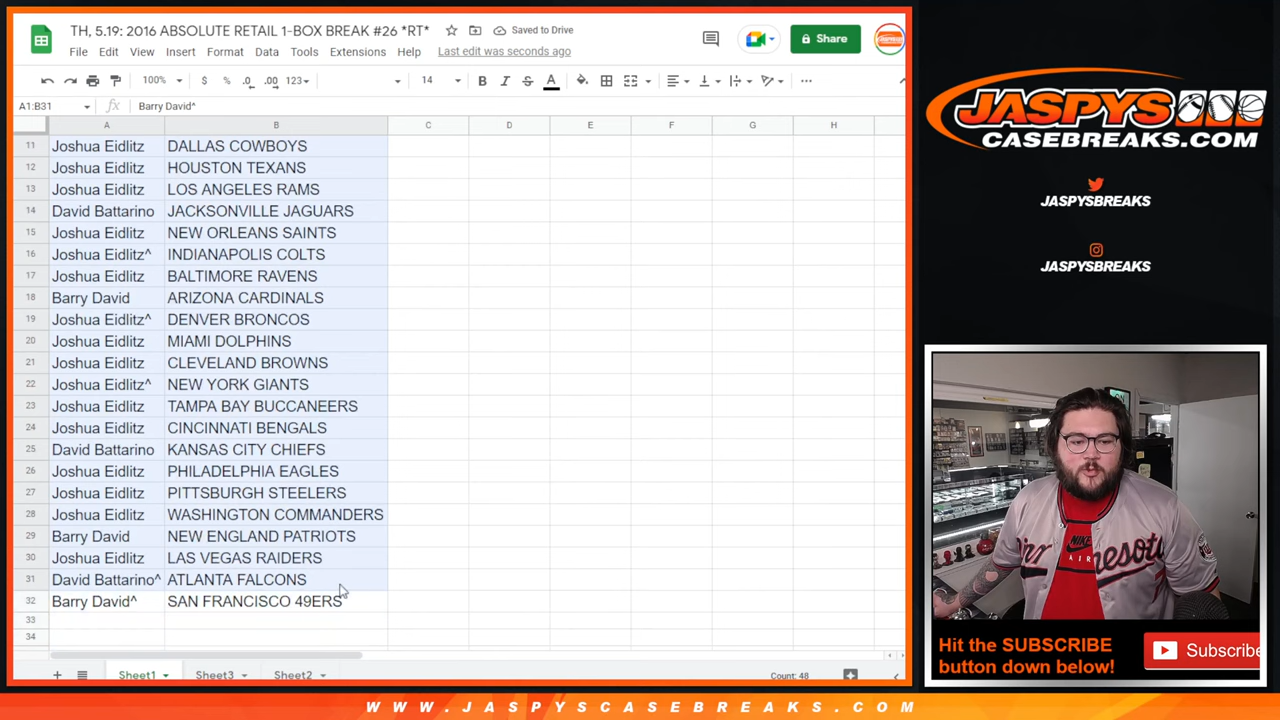 TH, 5.19: 2016 ABSOLUTE RETAIL 1-BOX BREAK #26 *RT*
Saved to Drive
Share
File Edit View Insert Format Data Tools Extensions Help Last edit was seconds ago
100% $ % .0 .00 123 14 B I S A
A1:B31 fx Barry David^
A B C D E F G H
11 Joshua Eidlitz DALLAS COWBOYS
12 Joshua Eidlitz HOUSTON TEXANS
13 Joshua Eidlitz LOS ANGELES RAMS
14 David Battarino JACKSONVILLE JAGUARS
15 Joshua Eidlitz NEW ORLEANS SAINTS
16 Joshua Eidlitz^ INDIANAPOLIS COLTS
17 Joshua Eidlitz BALTIMORE RAVENS
18 Barry David ARIZONA CARDINALS
19 Joshua Eidlitz^ DENVER BRONCOS
20 Joshua Eidlitz MIAMI DOLPHINS
21 Joshua Eidlitz CLEVELAND BROWNS
22 Joshua Eidlitz^ NEW YORK GIANTS
23 Joshua Eidlitz TAMPA BAY BUCCANEERS
24 Joshua Eidlitz CINCINNATI BENGALS
25 David Battarino KANSAS CITY CHIEFS
26 Joshua Eidlitz PHILADELPHIA EAGLES
27 Joshua Eidlitz PITTSBURGH STEELERS
28 Joshua Eidlitz WASHINGTON COMMANDERS
29 Barry David NEW ENGLAND PATRIOTS
30 Joshua Eidlitz LAS VEGAS RAIDERS
31 David Battarino^ ATLANTA FALCONS
32 Barry David^ SAN FRANCISCO 49ERS
33
34
Sheet1 Sheet3 Sheet2 Count: 48
JASPYS
CASEBREAKS.COM
JASPYSBREAKS
JASPYSBREAKS
NIKE
AIR
Hit the SUBSCRIBE
button down below!
Subscribe
WWW.JASPYSCASEBREAKS.COM